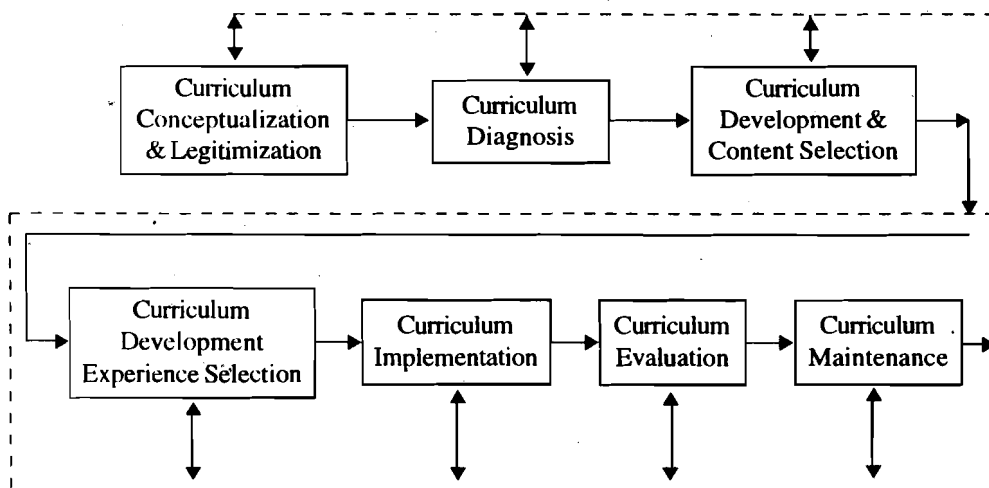 Curriculum
Conceptualization
& Legitimization
Curriculum
Diagnosis
Curriculum
Development &
Content Selection
Curriculum
Development
Experience Selection
Curriculum
Implementation
Curriculum
Evaluation
Curriculum
Maintenance